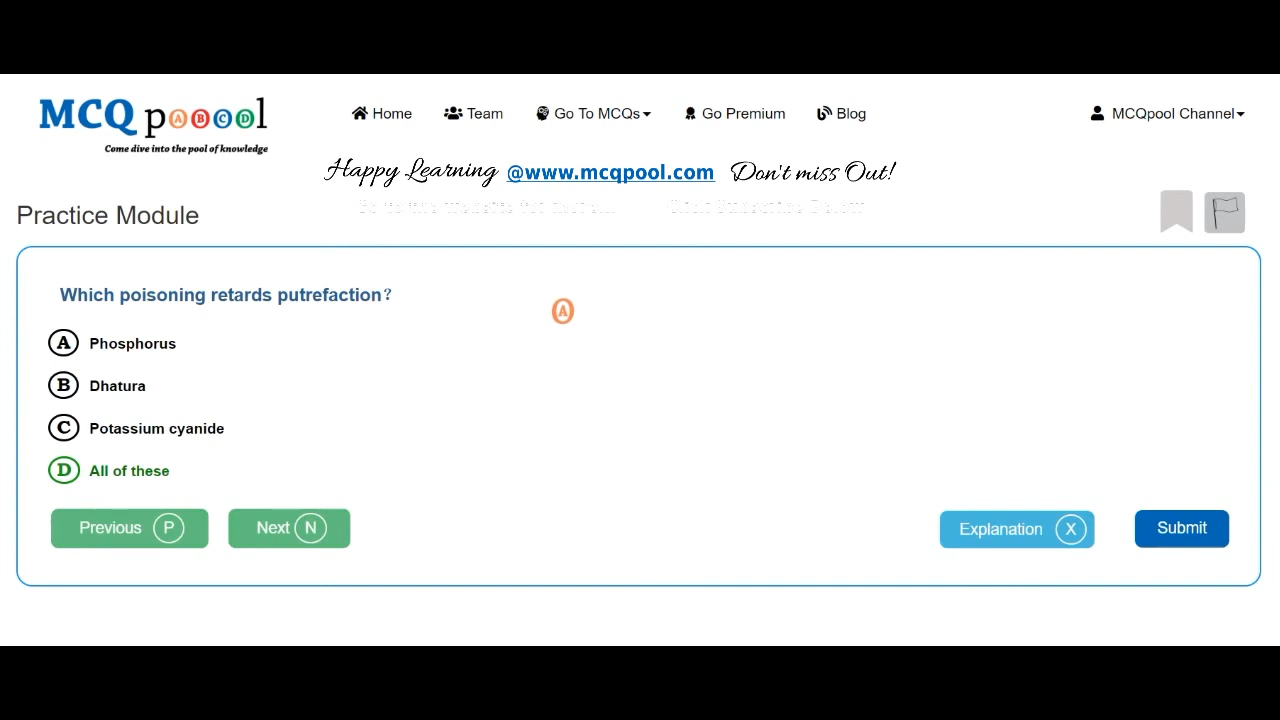 MCQ pABCDl
Come dive into the pool of knowledge
Home Team Go To MCQs Go Premium Blog MCQpool Channel
Happy Learning @www.mcqpool.com Don't miss Out!
Practice Module
Which poisoning retards putrefaction?
A
A Phosphorus
B Dhatura
C Potassium cyanide
D All of these
Previous P Next N Explanation X Submit